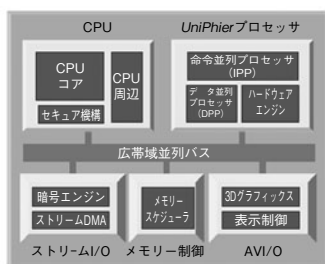 CPU
UniPhierプロセッサ
CPU
コア
CPU
周辺
セキュア機構
命令並列プロセッサ
(IPP)
データ並列
プロセッサ
(DPP)
ハードウェア
エンジン
広帯域並列バス
暗号エンジン
ストリームDMA
メモリー
スケジューラ
3Dグラフィックス
表示制御
ストリームI/O
メモリー制御
AVI/O